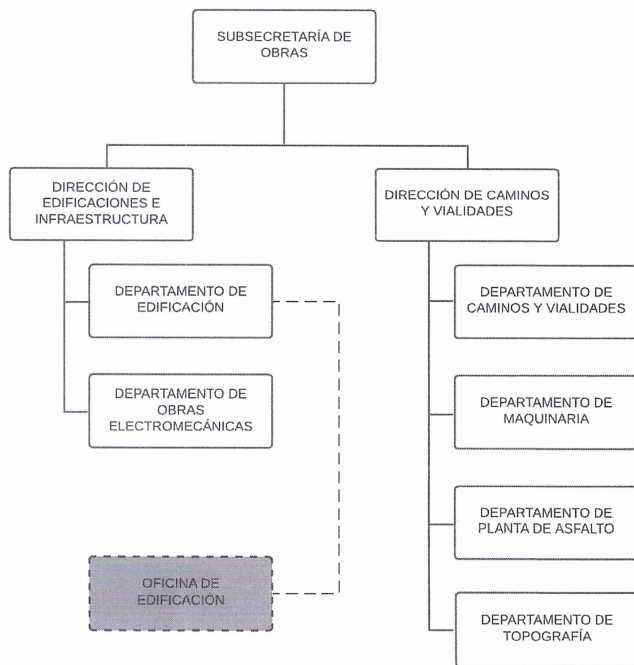 SUBSECRETARÍA DE
OBRAS
DIRECCIÓN DE
EDIFICACIONES E
INFRAESTRUCTURA
DIRECCIÓN DE CAMINOS
Y VIALIDADES
DEPARTAMENTO DE
EDIFICACIÓN
DEPARTAMENTO DE
OBRAS
ELECTROMECÁNICAS
OFICINA DE
EDIFICACIÓN
DEPARTAMENTO DE
CAMINOS Y VIALIDADES
DEPARTAMENTO DE
MAQUINARIA
DEPARTAMENTO DE
PLANTA DE ASFALTO
DEPARTAMENTO DE
TOPOGRAFÍA